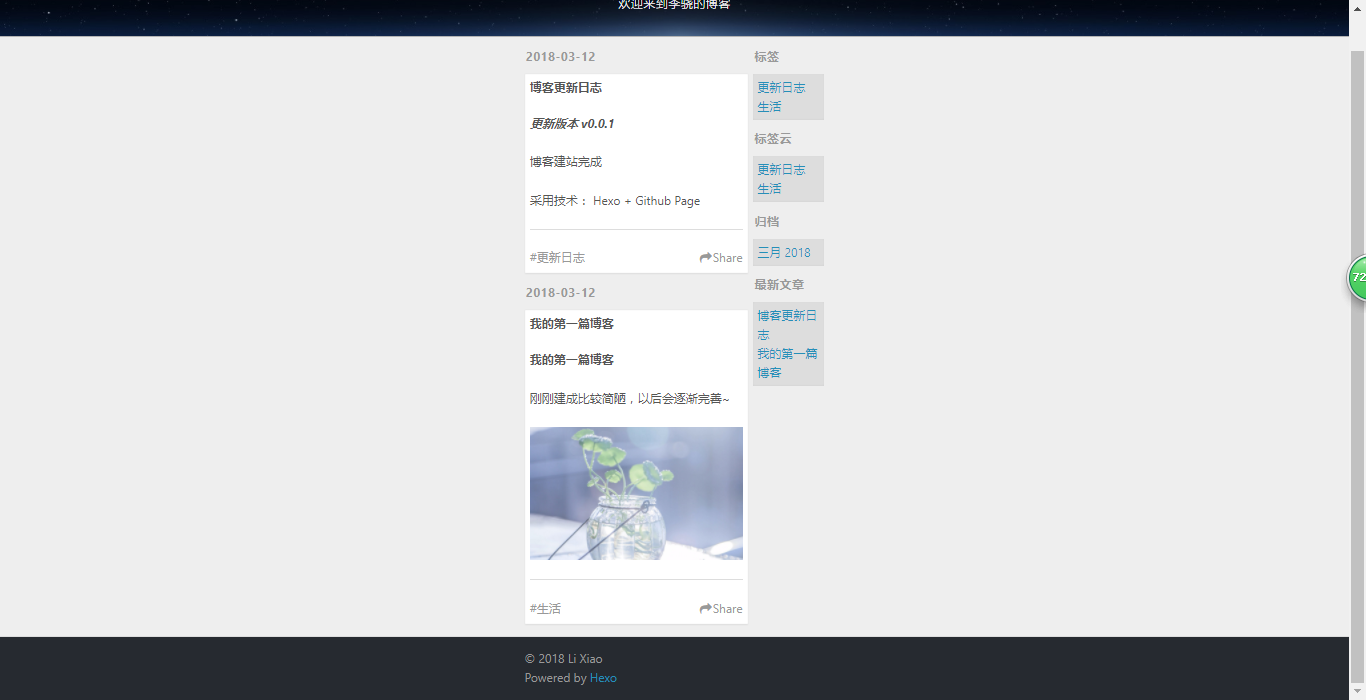 欢迎来到李骁的博客
2018-03-12
博客更新日志
更新版本 v0.0.1
博客建站完成
采用技术： Hexo + Github Page
#更新日志
Share
2018-03-12
我的第一篇博客
我的第一篇博客
刚刚建成比较简陋，以后会逐渐完善~
#生活
Share
标签
更新日志
生活
标签云
更新日志
生活
归档
三月 2018
最新文章
博客更新日
志
我的第一篇
博客
72
© 2018 Li Xiao
Powered by Hexo